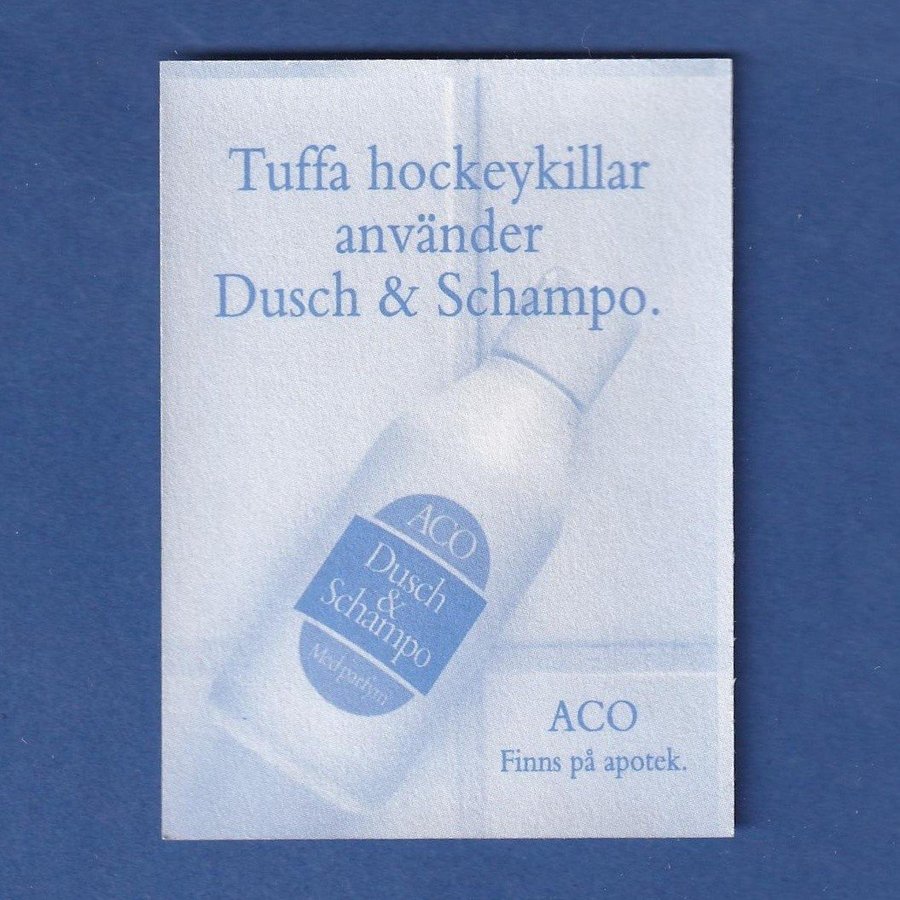 Tuffa hockeykillar
använder
Dusch & Schampo.
ACO
Dusch
&
Schampo
Med parfym
ACO
Finns på apotek.